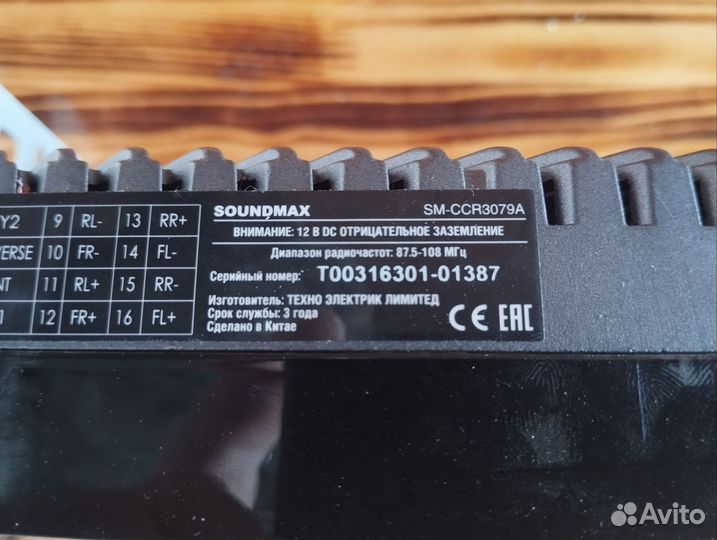 Y2 9 RL- 13 RR+
VERSE 10 FR- 14 FL-
NT 11 RL+ 15 RR-
1 12 FR+ 16 FL+
SOUNDMAX SM-CCR3079A
ВНИМАНИЕ: 12 В DC ОТРИЦАТЕЛЬНОЕ ЗАЗЕМЛЕНИЕ
Диапазон радиочастот: 87.5-108 МГц
Серийный номер: T00316301-01387
Изготовитель: ТЕХНО ЭЛЕКТРИК ЛИМИТЕД
Срок службы: 3 года
Сделано в Китае
CE EAC
Avito